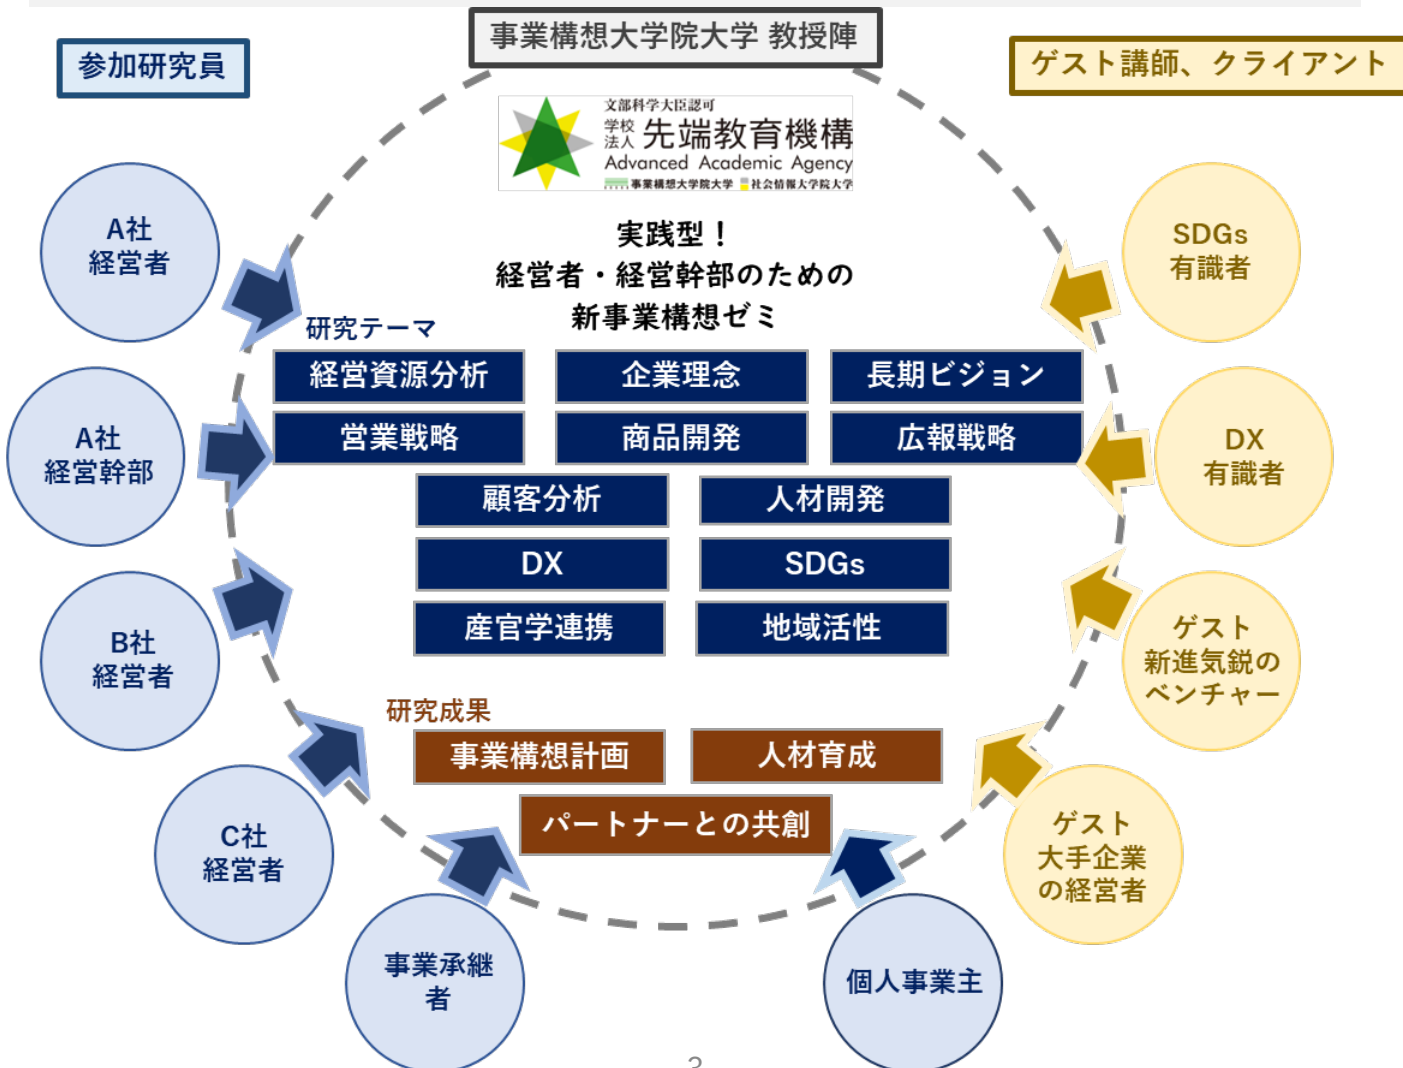 事業構想大学院大学 教授陣
参加研究員
ゲスト講師、クライアント
文部科学大臣認可
学校
法人
先端教育機構
Advanced Academic Agency
事業構想大学院大学
社会情報大学院大学
実践型！
経営者・経営幹部のための
新事業構想ゼミ
A社
経営者
A社
経営幹部
B社
経営者
C社
経営者
事業承継
者
個人事業主
研究テーマ
経営資源分析
企業理念
長期ビジョン
営業戦略
商品開発
広報戦略
顧客分析
人材開発
DX
SDGs
産官学連携
地域活性
研究成果
事業構想計画
人材育成
パートナーとの共創
SDGs
有識者
DX
有識者
ゲスト
新進気鋭の
ベンチャー
ゲスト
大手企業
の経営者
3